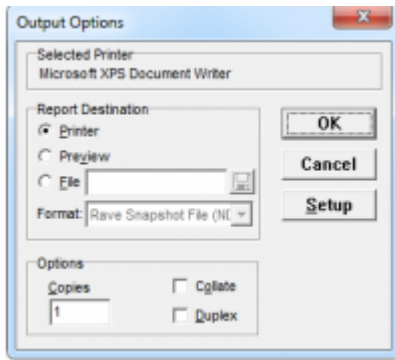 Output Options
Selected Printer
Microsoft XPS Document Writer
Report Destination
Printer
Preview
File
Format: Rave Snapshot File (ND
OK
Cancel
Setup
Options
Copies
1
Collate
Duplex